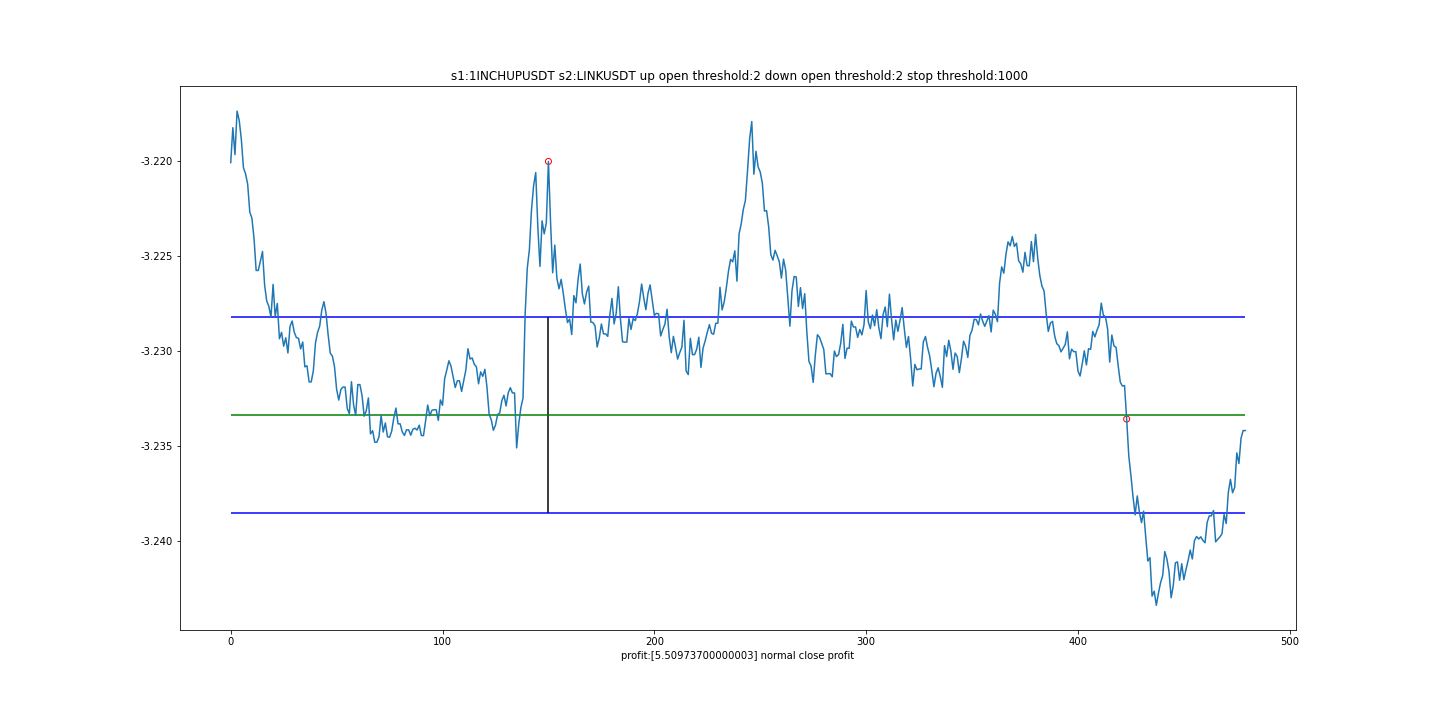 s1:1INCHUPUSDT s2:LINKUSDT up open threshold:2 down open threshold:2 stop threshold:1000
-3.220
-3.225
-3.230
-3.235
-3.240
0 100 200 300 400 500
profit:[5.50973700000003] normal close profit